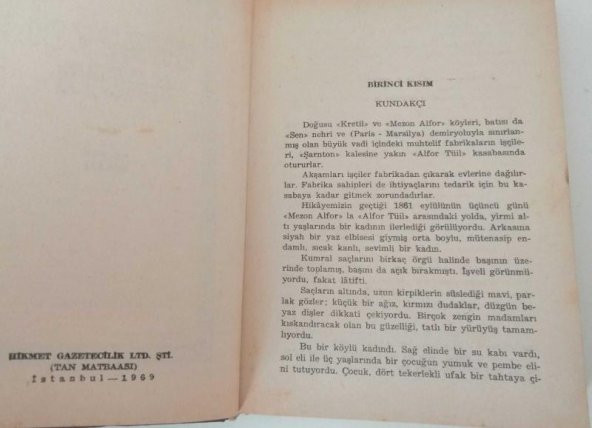 HİKMET GAZETECİLİK LTD. ŞTİ.
(TAN MATBAASI)
İstanbul — 1969
BİRİNCİ KISIM
KUNDAKÇI
Doğusu «Kretil» ve «Mezon Alfor» köyleri, batısı da
«Sen» nehri ve (Paris - Marsilya) demiryoluyla sınırlan-
mış olan büyük vadi içindeki muhtelif fabrikaların işçile-
ri, «Şarnton» kalesine yakın «Alfor Tüil» kasabasında
otururlar.
Akşamları işçiler fabrikadan çıkarak evlerine dağılır-
lar. Fabrika sahipleri de ihtiyaçlarını tedarik için bu ka-
sabaya kadar gitmek zorundadırlar.
Hikâyemizin geçtiği 1861 eylülünün üçüncü günü
«Mezon Alfor» la «Alfor Tüil» arasındaki yolda, yirmi al-
tı yaşlarında bir kadının ilerlediği görülüyordu. Arkasına
siyah bir yaz elbisesi giymiş orta boylu, mütenasip en-
damlı, sıcak kanlı, sevimli bir kadın.
Kumral saçlarını birkaç örgü halinde başının üze-
rinde toplamış, başını da açık bırakmıştı. İşveli görünmü-
yordu, fakat lâtifti.
Saçların altında, uzun kirpiklerin süslediği mavi, par-
lak gözler; küçük bir ağız, kırmızı dudaklar, düzgün be-
yaz dişler dikkati çekiyordu. Birçok zengin madamları
kıskandıracak olan bu güzelliği, tatlı bir yürüyüş tamam-
lıyordu.
Bu bir köylü kadındı. Sağ elinde bir su kabı vardı,
sol eli ile üç yaşlarında bir çocuğun yumuk ve pembe eli-
ni tutuyordu. Çocuk, dört tekerlekli ufak bir tahtaya çi-